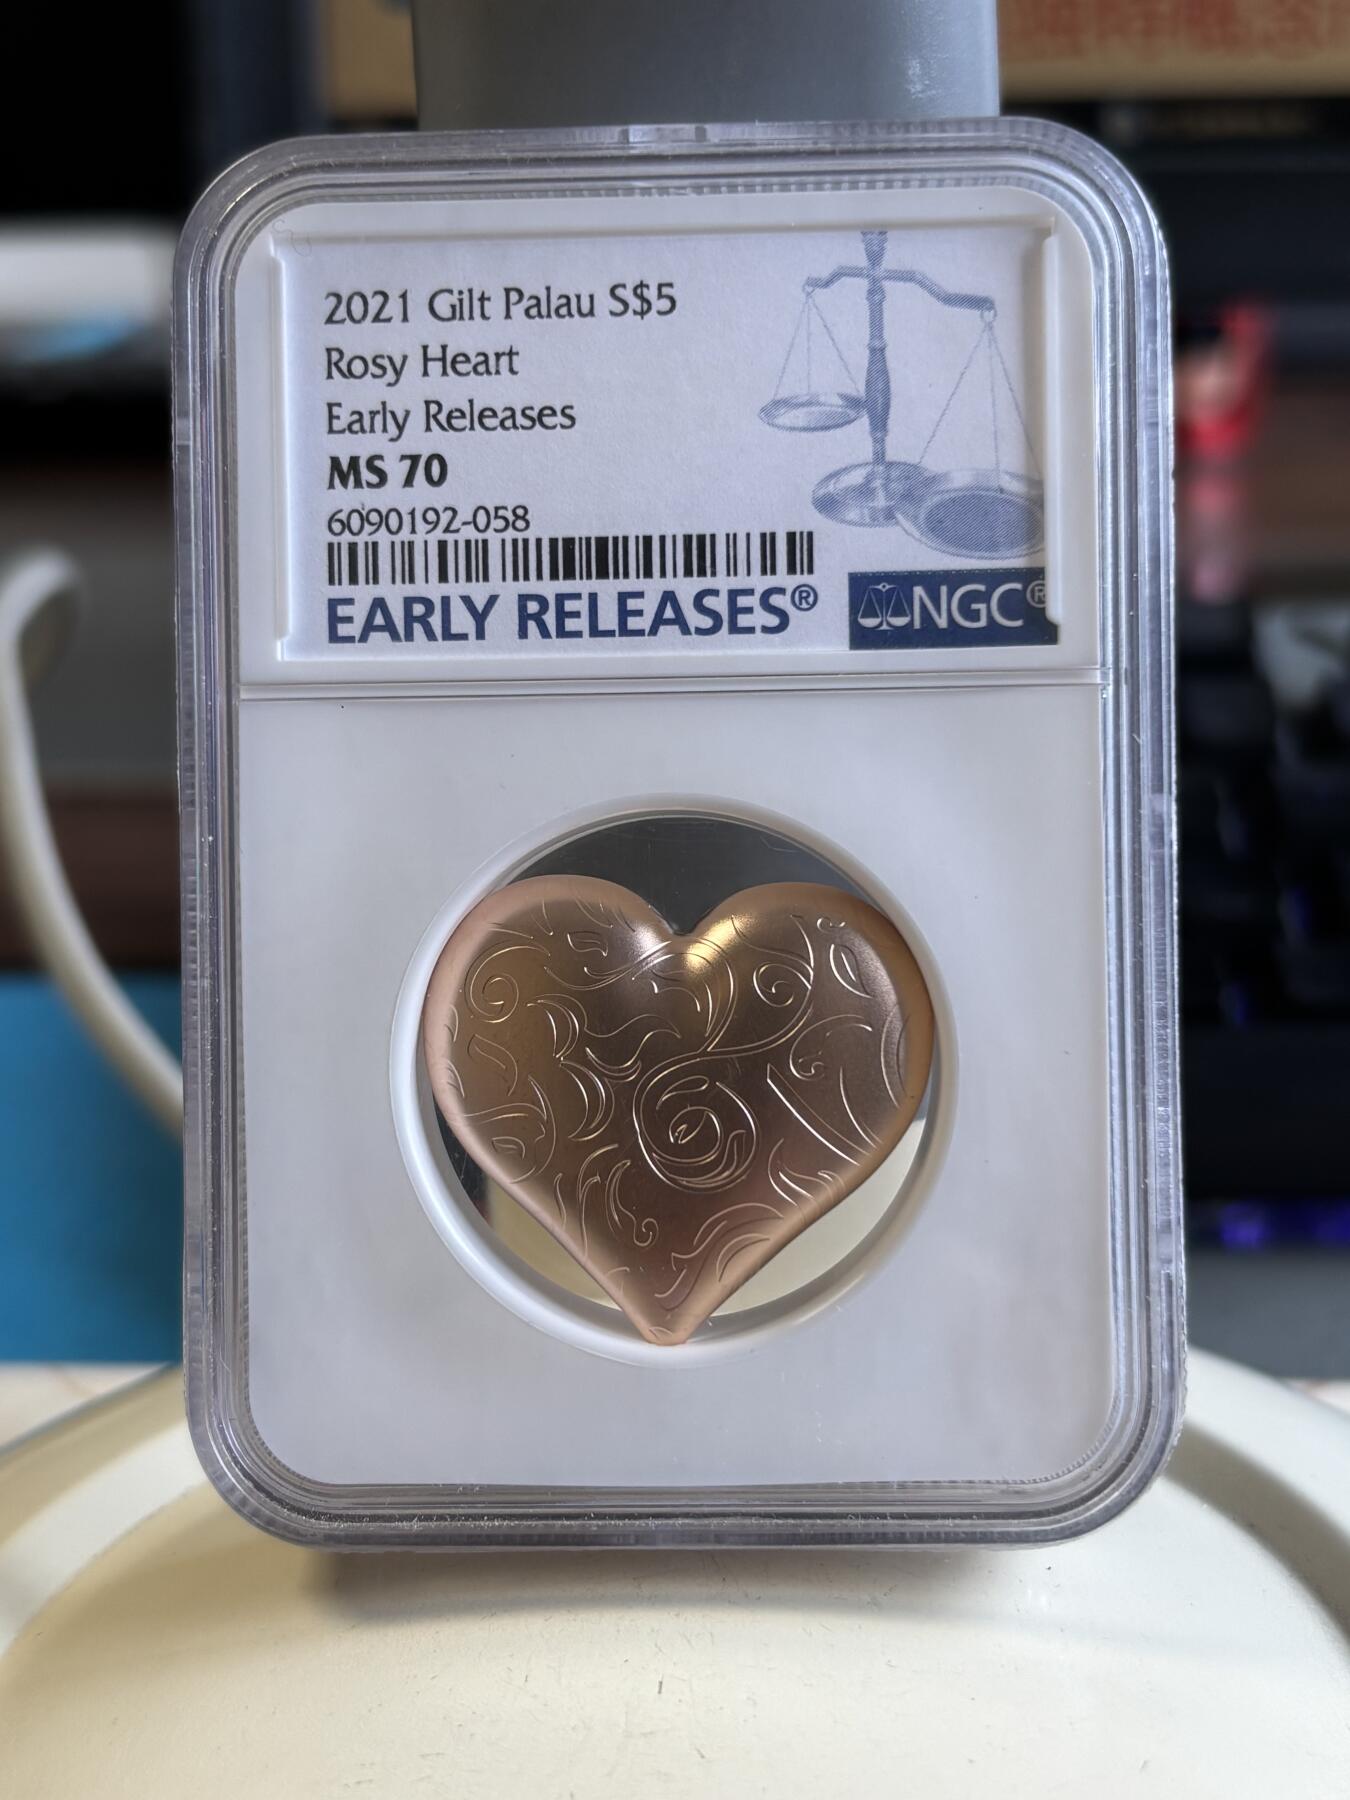 2021 Gilt Palau S$5
Rosy Heart
Early Releases
MS 70
6090192-058
EARLY RELEASES®
NGC®